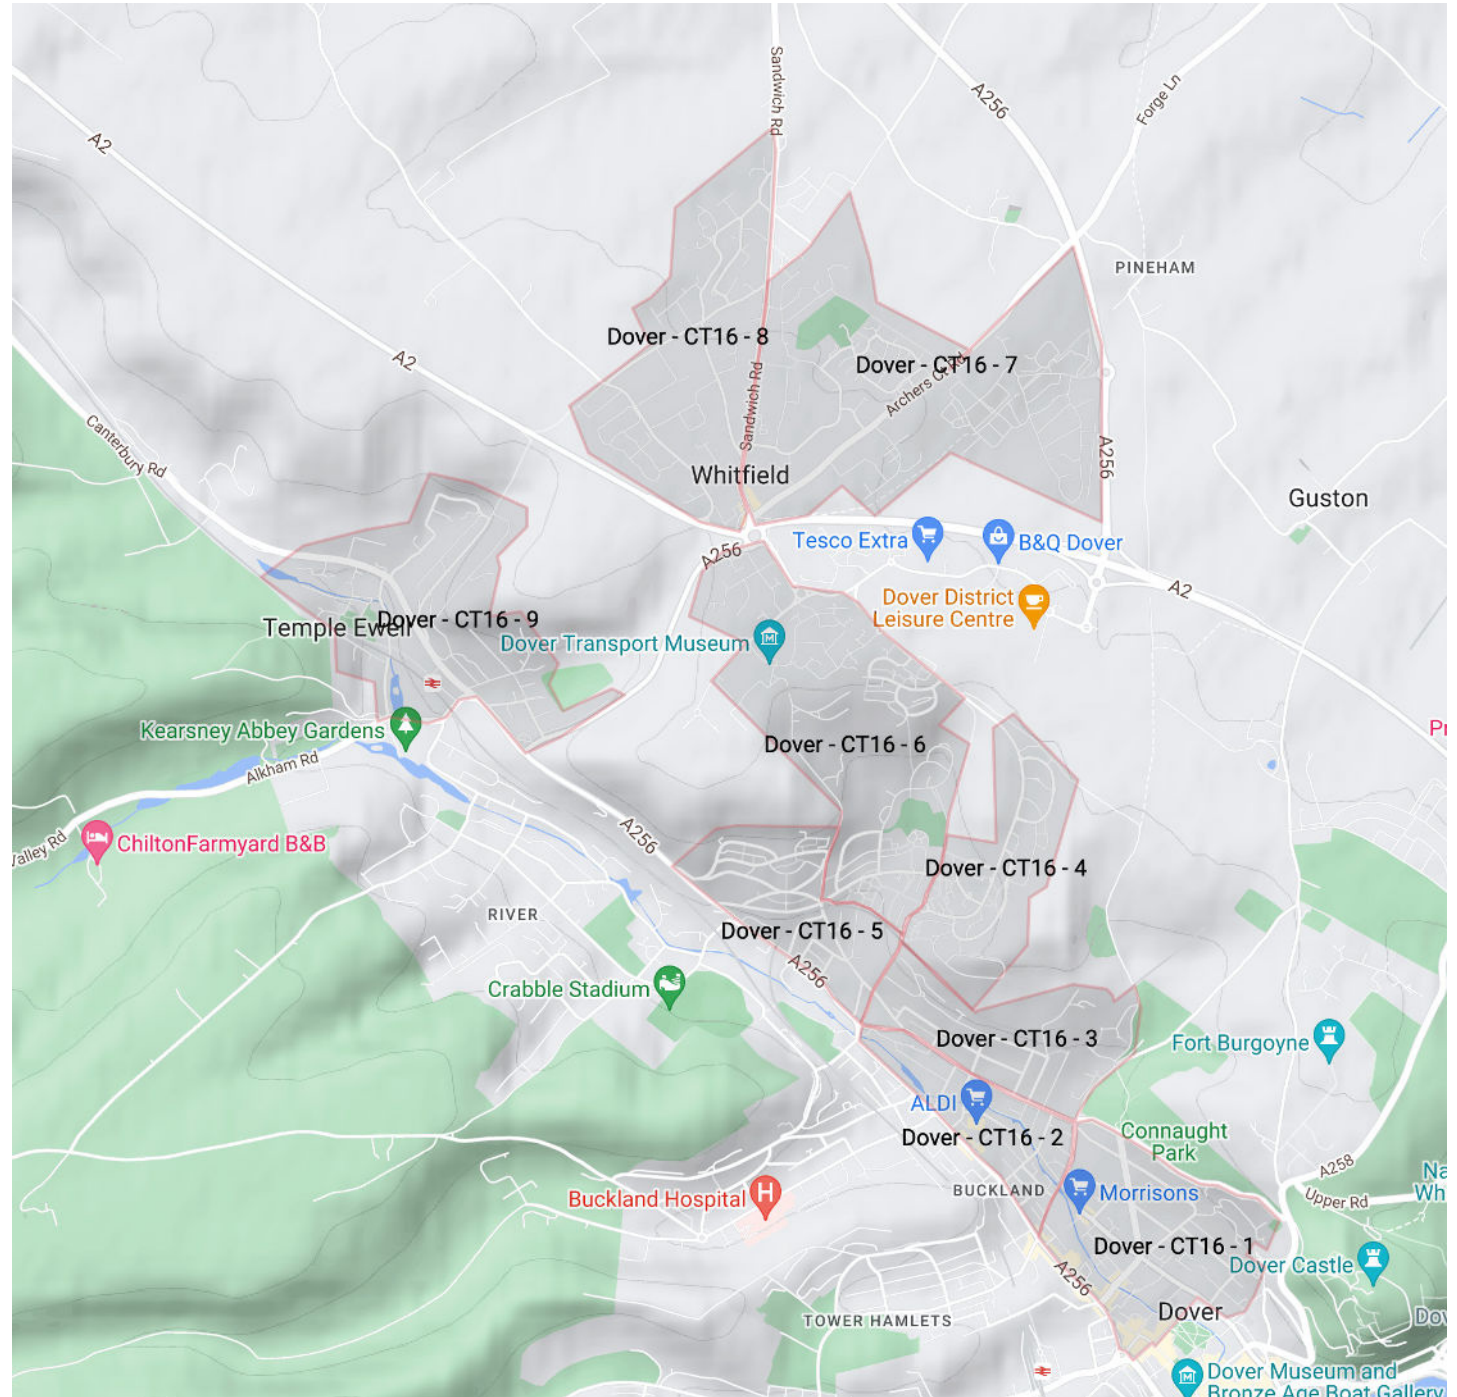 Sandwich Rd
A256
Forge Ln
A2
PINEHAM
Dover - CT16 - 8
Dover - CT16 - 7
A2
Archers Ct Rd
Sandwich Rd
Canterbury Rd
A256
Whitfield
Guston
Tesco Extra
B&Q Dover
A256
A2
Dover District
Leisure Centre
Dover - CT16 - 9
Temple Ewell
Dover Transport Museum
Kearsney Abbey Gardens
Pr
Dover - CT16 - 6
Alkham Rd
A256
Valley Rd
ChiltonFarmyard B&B
Dover - CT16 - 4
RIVER
Dover - CT16 - 5
A256
Crabble Stadium
Dover - CT16 - 3
Fort Burgoyne
ALDI
Dover - CT16 - 2
Connaught
Park
A258
Na
Wh
BUCKLAND
Morrisons
Upper Rd
Buckland Hospital
Dover - CT16 - 1
Dover Castle
A256
Dover
Dov
TOWER HAMLETS
Dover Museum and
Bronze Age Boat Gallery